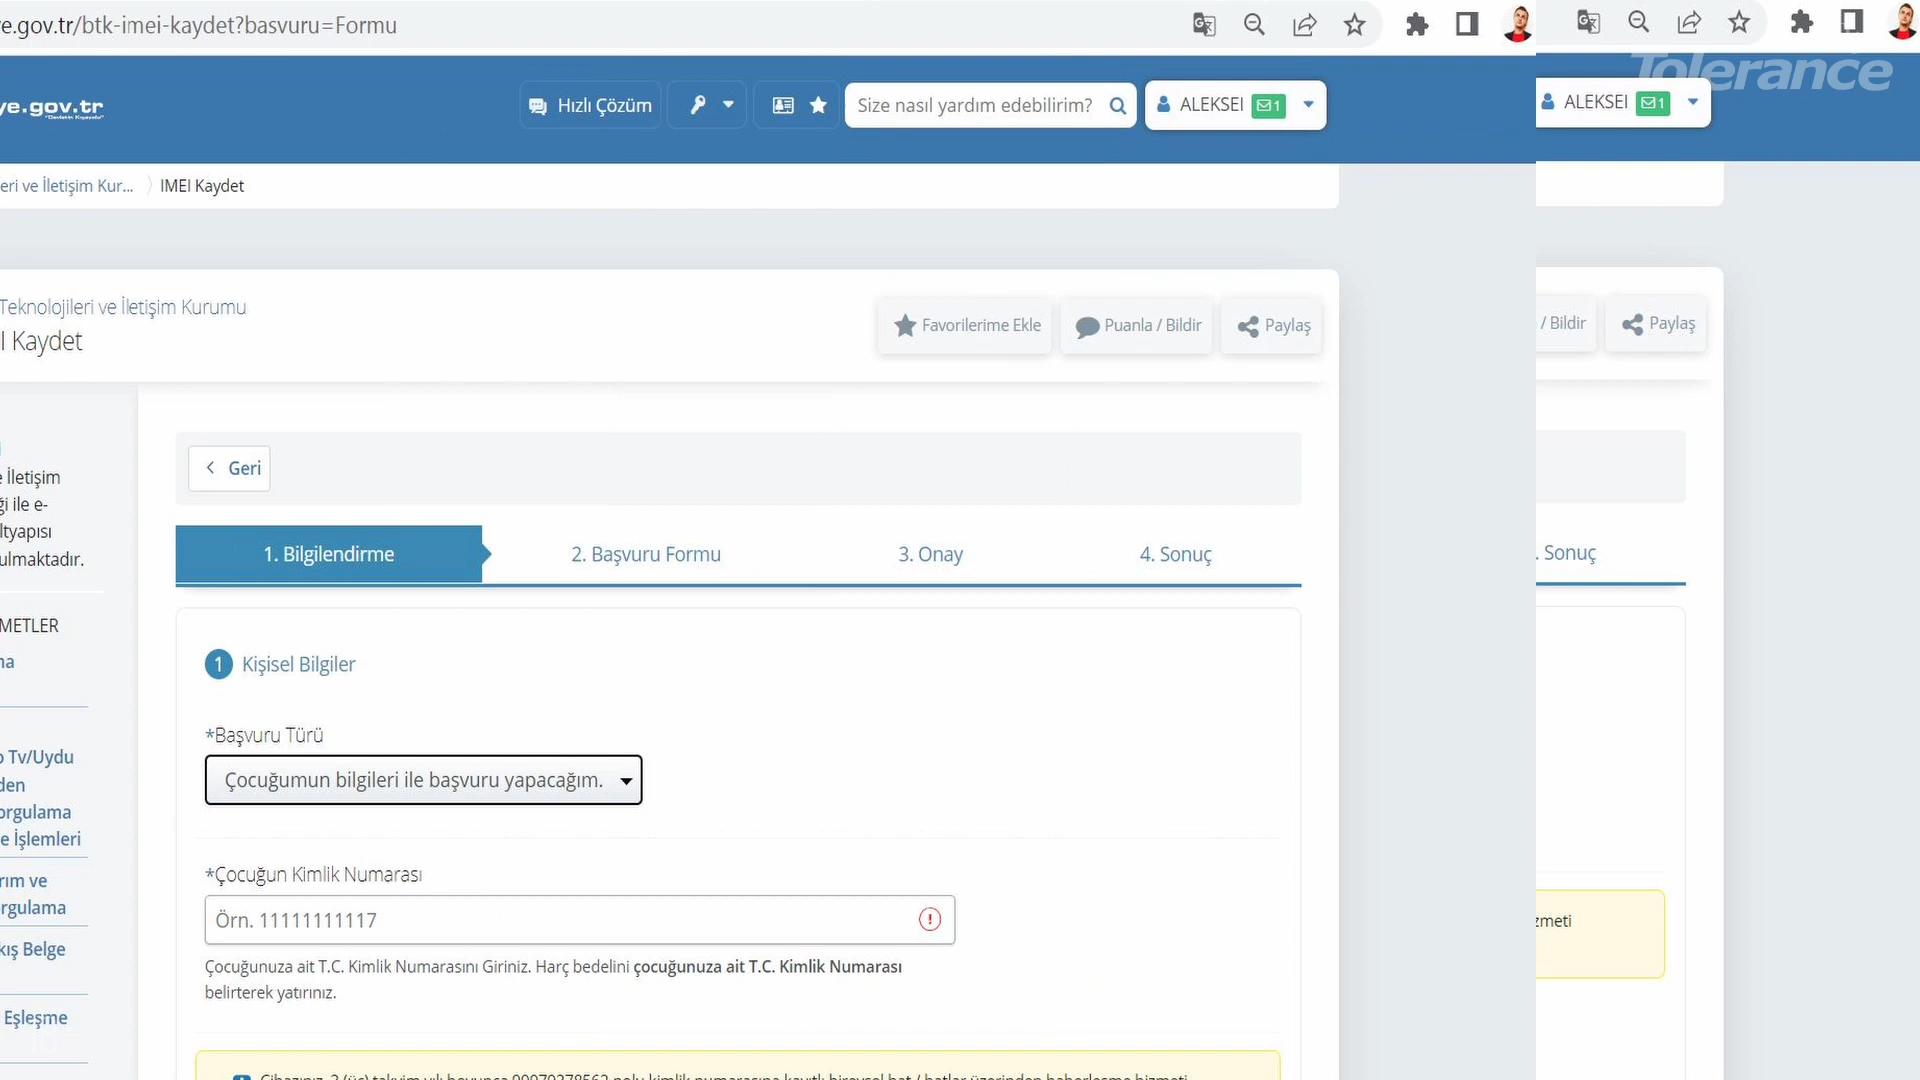 e.gov.tr/btk-imei-kaydet?basvuru=Formu
Tolerance
ye.gov.tr
Hızlı Çözüm
Size nasıl yardım edebilirim?
ALEKSEI 1
ALEKSEI 1
eri ve İletişim Kur...
IMEI Kaydet
Teknolojileri ve İletişim Kurumu
I Kaydet
Favorilerime Ekle
Puanla / Bildir
Paylaş
/ Bildir
Paylaş
e İletişim
ği ile e-
ltyapısı
ulmaktadır.
Geri
1. Bilgilendirme
2. Başvuru Formu
3. Onay
4. Sonuç
. Sonuç
METLER
na
o Tv/Uydu
den
orgulama
e İşlemleri
rım ve
rgulama
kış Belge
Eşleşme
1 Kişisel Bilgiler
*Başvuru Türü
Çocuğumun bilgileri ile başvuru yapacağım.
*Çocuğun Kimlik Numarası
Örn. 11111111117
zmeti
Çocuğunuza ait T.C. Kimlik Numarasını Giriniz. Harç bedelini çocuğunuza ait T.C. Kimlik Numarası
belirterek yatırınız.